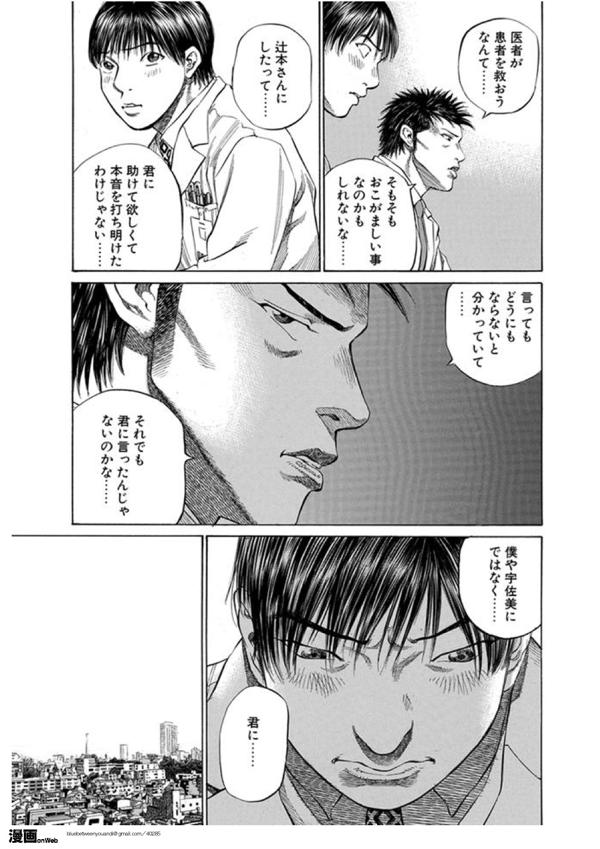 医者が
患者を救おう
なんて……
そもそも
おこがましい事
なのかも
しれないな……
辻本さんに
したって……
君に
助けて欲しくて
本音を打ち明けた
わけじゃない……
言っても
どうにも
ならないと
分かっていて
……
それでも
君に言ったんじゃ
ないのかな……
僕や宇佐美に
ではなく……
君に……
漫画 on Web
bluebetweenyouandi@gmail.com/40285